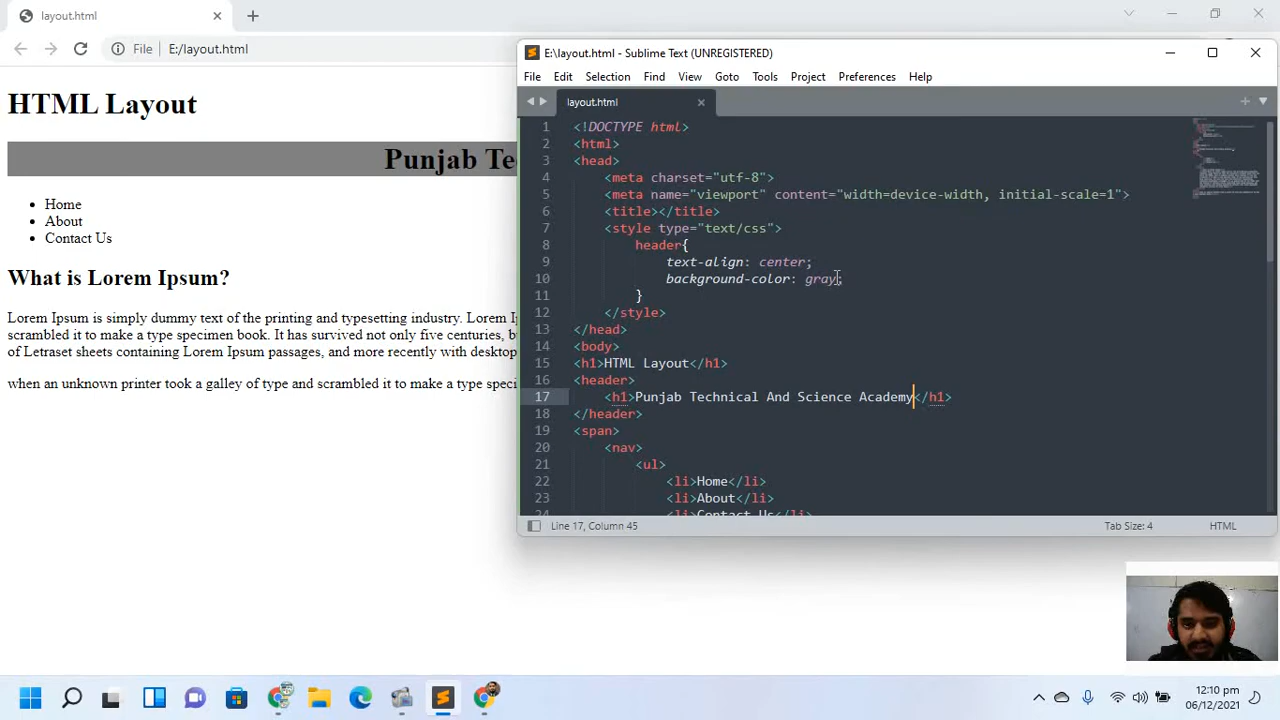 layout.html
File
E:/layout.html
HTML Layout
Punjab Te
Home
About
Contact Us
What is Lorem Ipsum?
Lorem Ipsum is simply dummy text of the printing and typesetting industry. Lorem I
scrambled it to make a type specimen book. It has survived not only five centuries, b
of Letraset sheets containing Lorem Ipsum passages, and more recently with desktop
when an unknown printer took a galley of type and scrambled it to make a type speci
E:\layout.html - Sublime Text (UNREGISTERED)
File Edit Selection Find View Goto Tools Project Preferences Help
layout.html
1 <!DOCTYPE html>
2 <html>
3 <head>
4 <meta charset="utf-8">
5 <meta name="viewport" content="width=device-width, initial-scale=1">
6 <title></title>
7 <style type="text/css">
8 header{
9 text-align: center;
10 background-color: gray;
11 }
12 </style>
13 </head>
14 <body>
15 <h1>HTML Layout</h1>
16 <header>
17 <h1>Punjab Technical And Science Academy</h1>
18 </header>
19 <span>
20 <nav>
21 <ul>
22 <li>Home</li>
23 <li>About</li>
24 <li>Contact Us</li>
Line 17, Column 45
Tab Size: 4
HTML
12:10 pm
06/12/2021